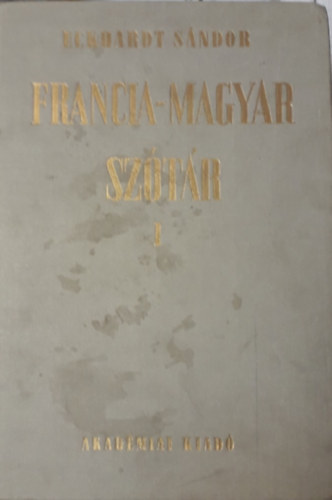 ECKHARDT SÁNDOR
FRANCIA-MAGYAR
SZÓTÁR
I
AKADÉMIAI KIADÓ